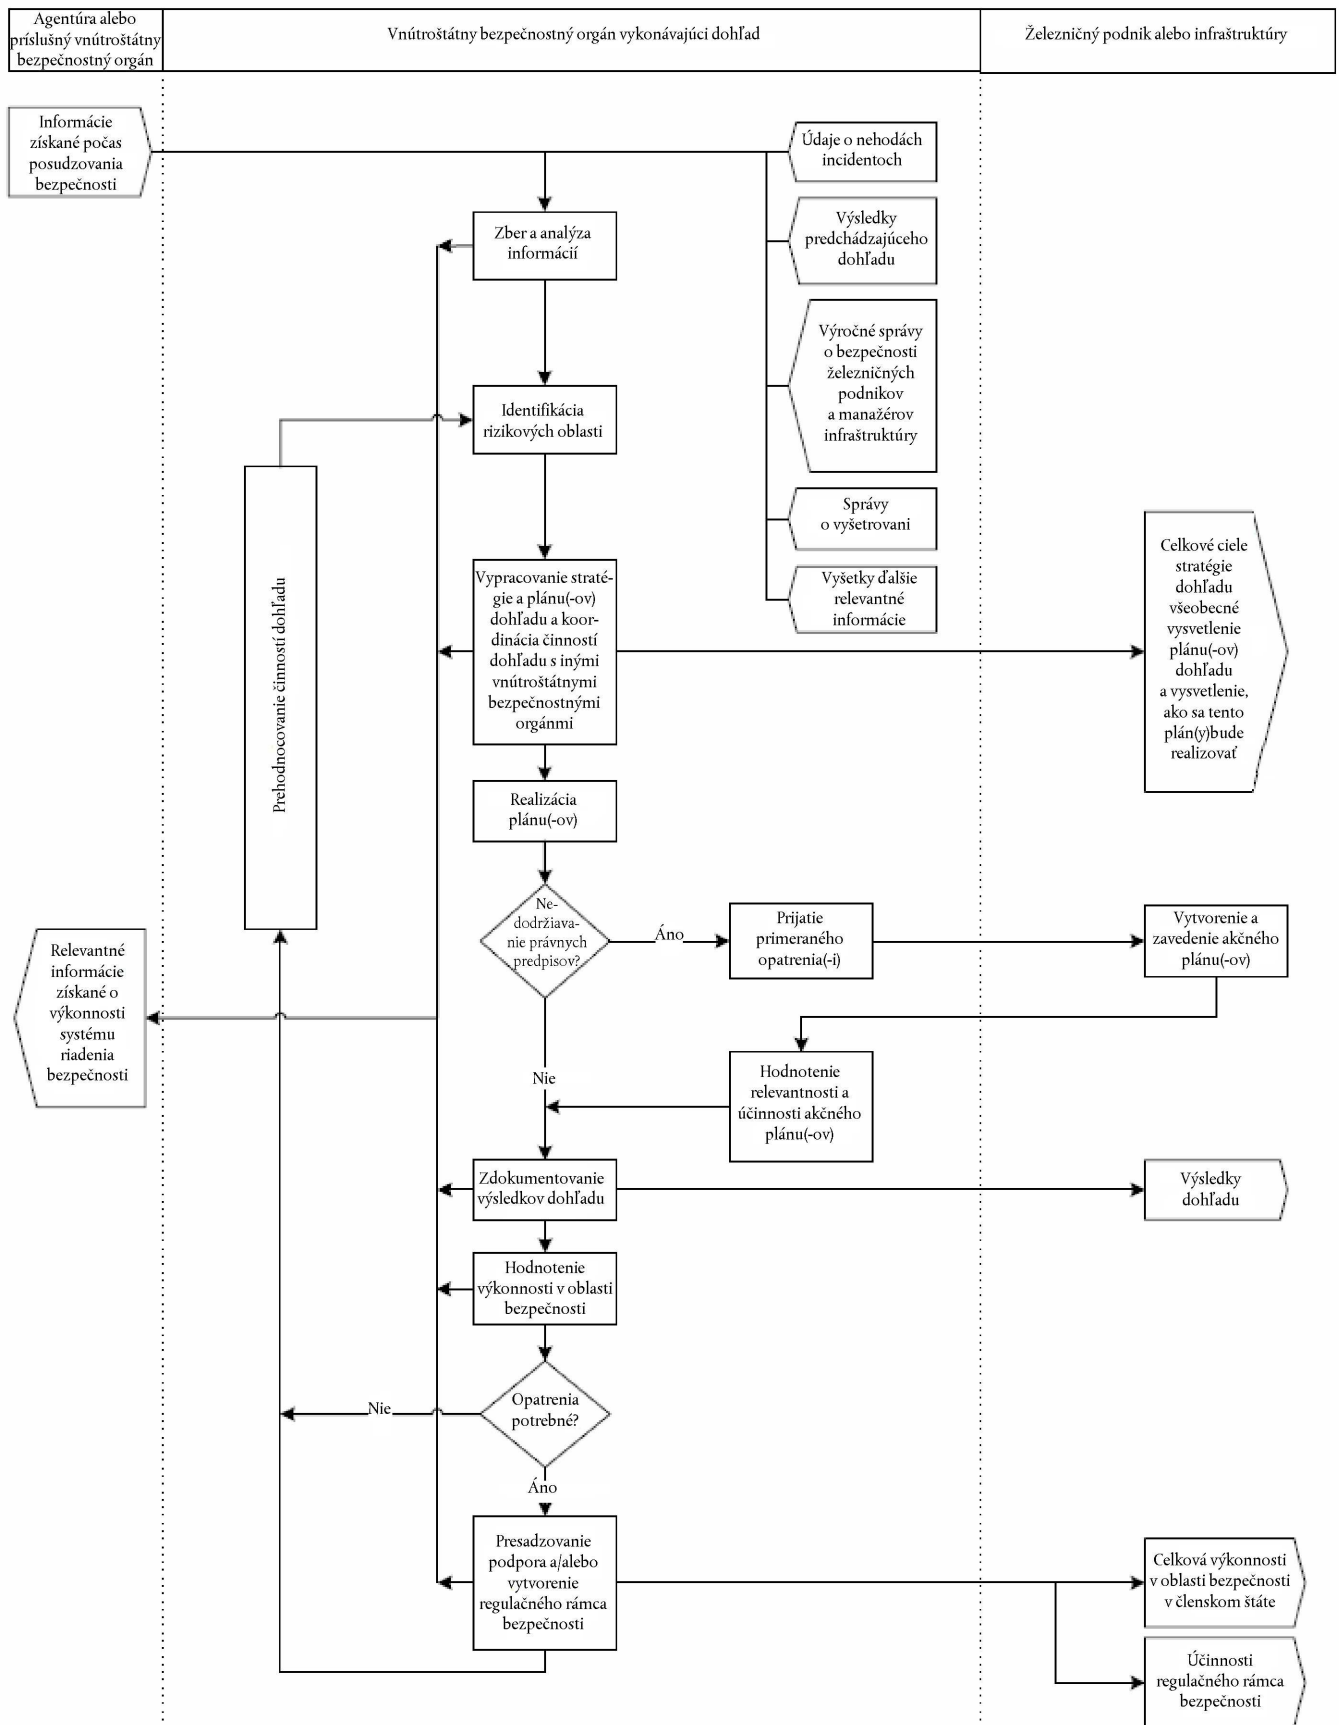 Agentúra alebo
príslušný vnútroštátny
bezpečnostný orgán
Vnútroštátny bezpečnostný orgán vykonávajúci dohľad
Železničný podnik alebo infraštruktúry
Informácie
získané počas
posudzovania
bezpečnosti
Údaje o nehodách
incidentoch
Zber a analýza
informácií
Výsledky
predchádzajúceho
dohľadu
Výročné správy
o bezpečnosti
železničných
podnikov
a manažérov
infraštruktúry
Identifikácia
rizikových oblasti
Správy
o vyšetrovani
Vyšetky ďalšie
relevantné
informácie
Vypracovanie straté-
gie a plánu(-ov)
dohľadu a koor-
dinácia činností
dohľadu s inými
vnútroštátnymi
bezpečnostnými
orgánmi
Celkové ciele
stratégie
dohľadu
všeobecné
vysvetlenie
plánu(-ov)
dohľadu
a vysvetlenie,
ako sa tento
plán(y)bude
realizovať
Prehodnocovanie činností dohľadu
Realizácia
plánu(-ov)
Ne-
dodržiava-
nie právnych
predpisov?
Áno
Prijatie
primeraného
opatrenia(-i)
Vytvorenie a
zavedenie akčného
plánu(-ov)
Relevantné
informácie
získané o
výkonnosti
systému
riadenia
bezpečnosti
Nie
Hodnotenie
relevantnosti a
účinnosti akčného
plánu(-ov)
Zdokumentovanie
výsledkov dohľadu
Výsledky
dohľadu
Hodnotenie
výkonnosti v oblasti
bezpečnosti
Opatrenia
potrebné?
Nie
Áno
Presadzovanie
podpora a/alebo
vytvorenie
regulačného rámca
bezpečnosti
Celková výkonnosti
v oblasti bezpečnosti
v členskom štáte
Účinnosti
regulačného rámca
bezpečnosti